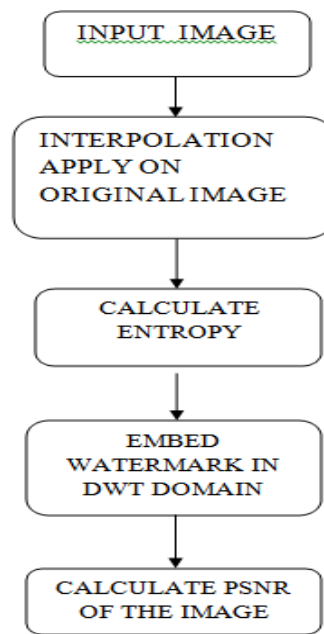 INPUT IMAGE
INTERPOLATION
APPLY ON
ORIGINAL IMAGE
CALCULATE
ENTROPY
EMBED
WATERMARK IN
DWT DOMAIN
CALCULATE PSNR
OF THE IMAGE